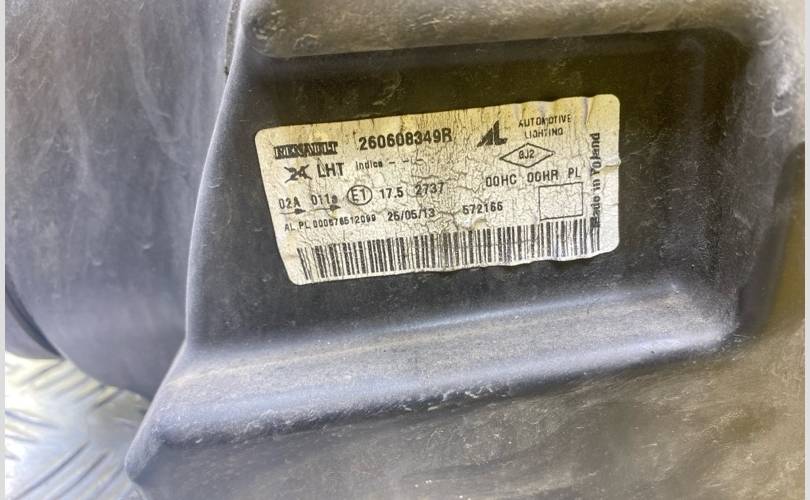 RENAULT 260608349R AL AUTOMOTIVE LIGHTING
LHT Indice - - - GJ2
02A 011a E1 17.5 2737 00HC 00HR PL
AL.PL 25/05/13 572166
Made in Poland